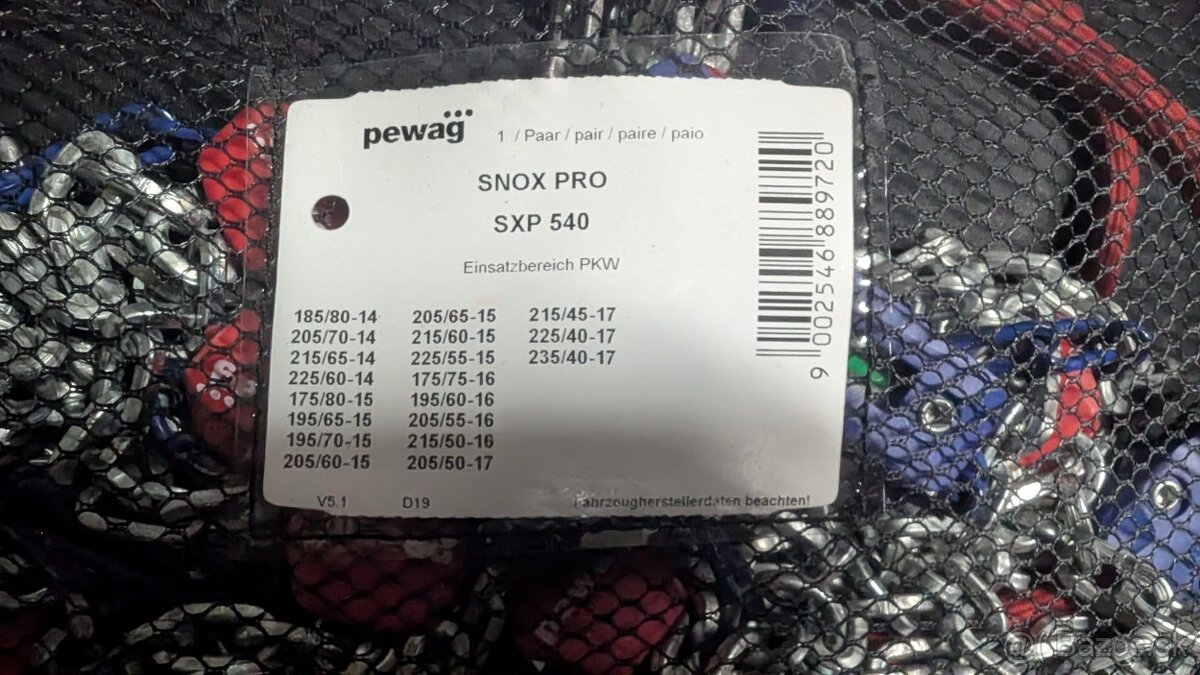 pewag
1 / Paar / pair / paire / paio
SNOX PRO
SXP 540
Einsatzbereich PKW
185/80-14 205/65-15 215/45-17
205/70-14 215/60-15 225/40-17
215/65-14 225/55-15 235/40-17
225/60-14 175/75-16
175/80-15 195/60-16
195/65-15 205/55-16
195/70-15 215/50-16
205/60-15 205/50-17
V5.1 D19 Fahrzeugherstellerdaten beachten!
9 002546 889720
Bazos.sk